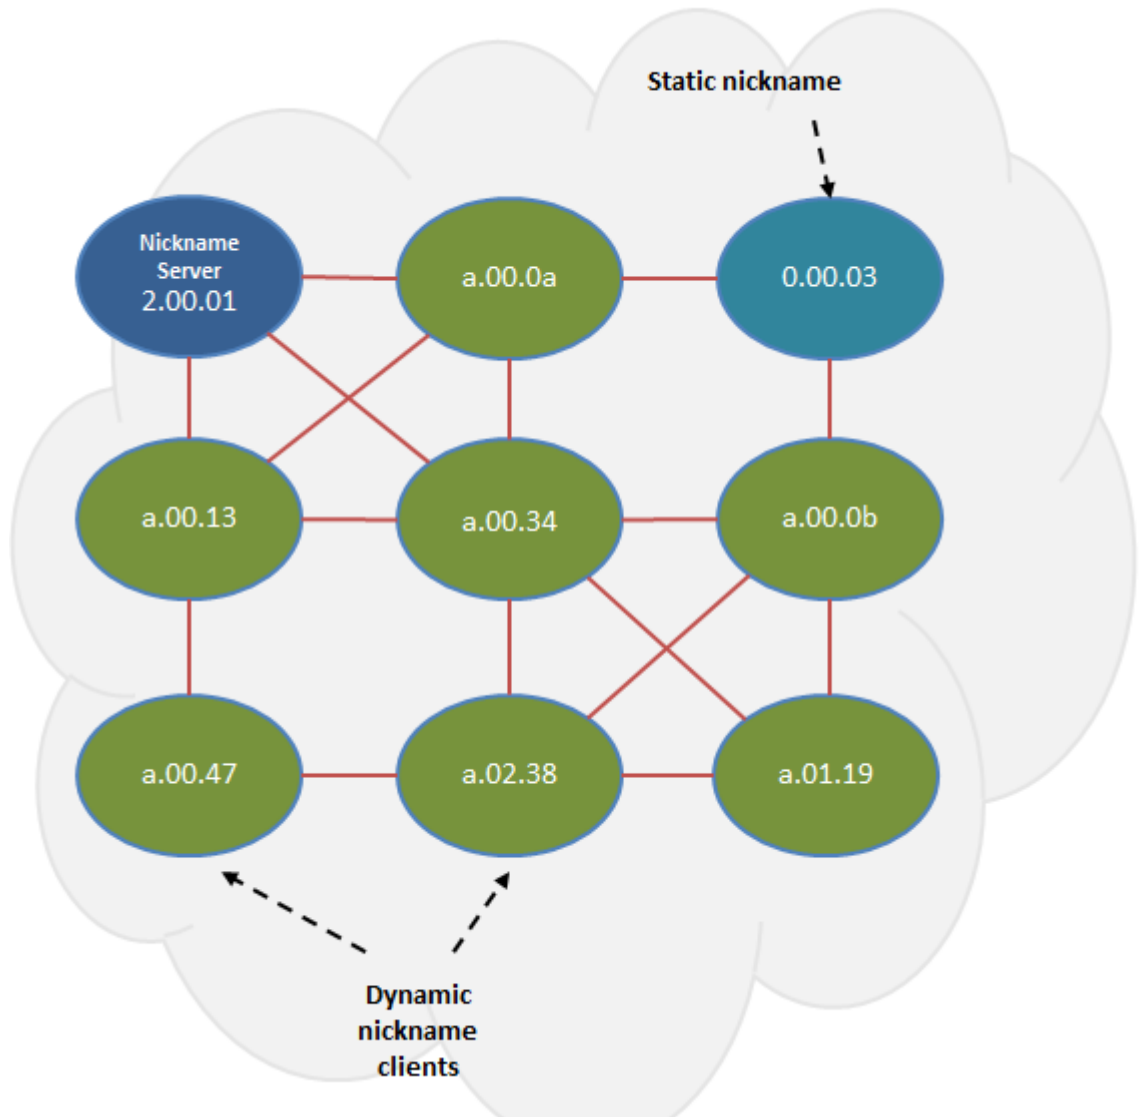 Static nickname
Nickname
Server
2.00.01
a.00.0a
0.00.03
a.00.13
a.00.34
a.00.0b
a.00.47
a.02.38
a.01.19
Dynamic
nickname
clients